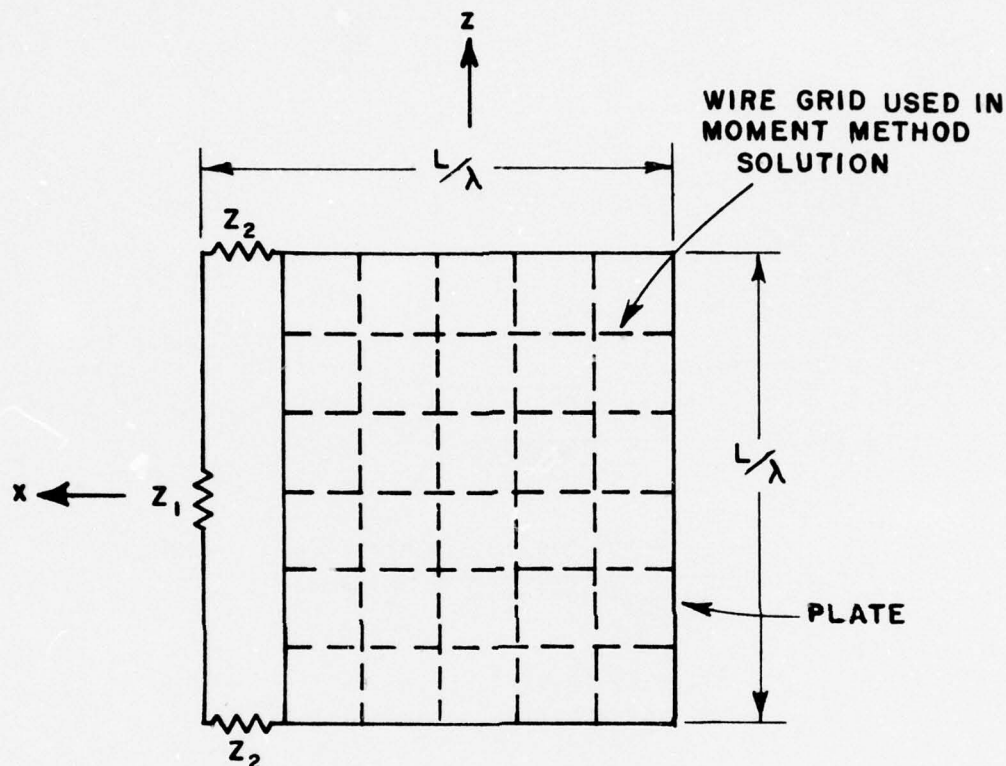 Z
WIRE GRID USED IN
MOMENT METHOD
SOLUTION
L/λ
Z2
L/λ
X
Z1
PLATE
Z2